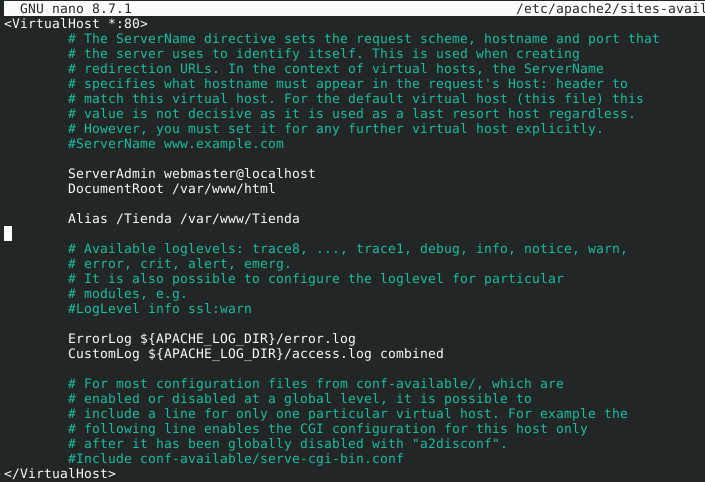 GNU nano 8.7.1 /etc/apache2/sites-avail
<VirtualHost *:80>
# The ServerName directive sets the request scheme, hostname and port that
# the server uses to identify itself. This is used when creating
# redirection URLs. In the context of virtual hosts, the ServerName
# specifies what hostname must appear in the request's Host: header to
# match this virtual host. For the default virtual host (this file) this
# value is not decisive as it is used as a last resort host regardless.
# However, you must set it for any further virtual host explicitly.
#ServerName www.example.com
ServerAdmin webmaster@localhost
DocumentRoot /var/www/html
Alias /Tienda /var/www/Tienda
# Available loglevels: trace8, ..., trace1, debug, info, notice, warn,
# error, crit, alert, emerg.
# It is also possible to configure the loglevel for particular
# modules, e.g.
#LogLevel info ssl:warn
ErrorLog ${APACHE_LOG_DIR}/error.log
CustomLog ${APACHE_LOG_DIR}/access.log combined
# For most configuration files from conf-available/, which are
# enabled or disabled at a global level, it is possible to
# include a line for only one particular virtual host. For example the
# following line enables the CGI configuration for this host only
# after it has been globally disabled with "a2disconf".
#Include conf-available/serve-cgi-bin.conf
</VirtualHost>